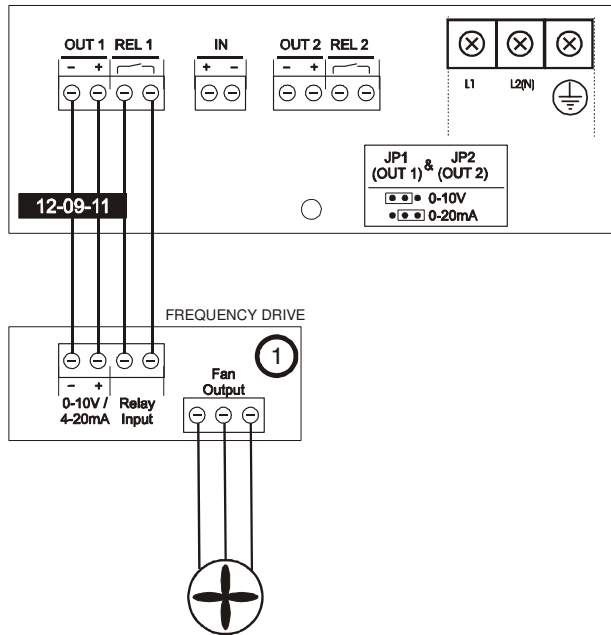 OUT 1 REL 1 IN OUT 2 REL 2
- + + - - +
L1 L2(N)
JP1 & JP2
(OUT 1) (OUT 2)
0-10V
0-20mA
12-09-11
FREQUENCY DRIVE
1
- +
0-10V / Relay
4-20mA Input
Fan
Output